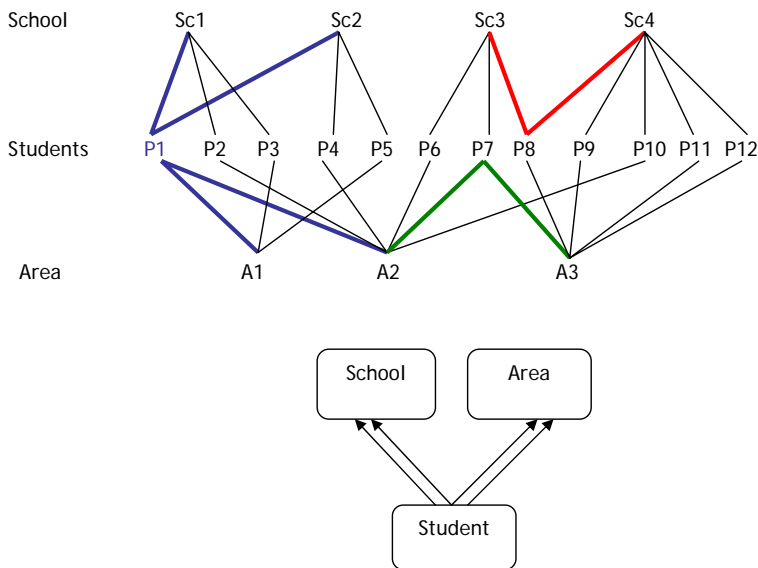 School Sc1 Sc2 Sc3 Sc4
Students P1 P2 P3 P4 P5 P6 P7 P8 P9 P10 P11 P12
Area A1 A2 A3
School Area
Student